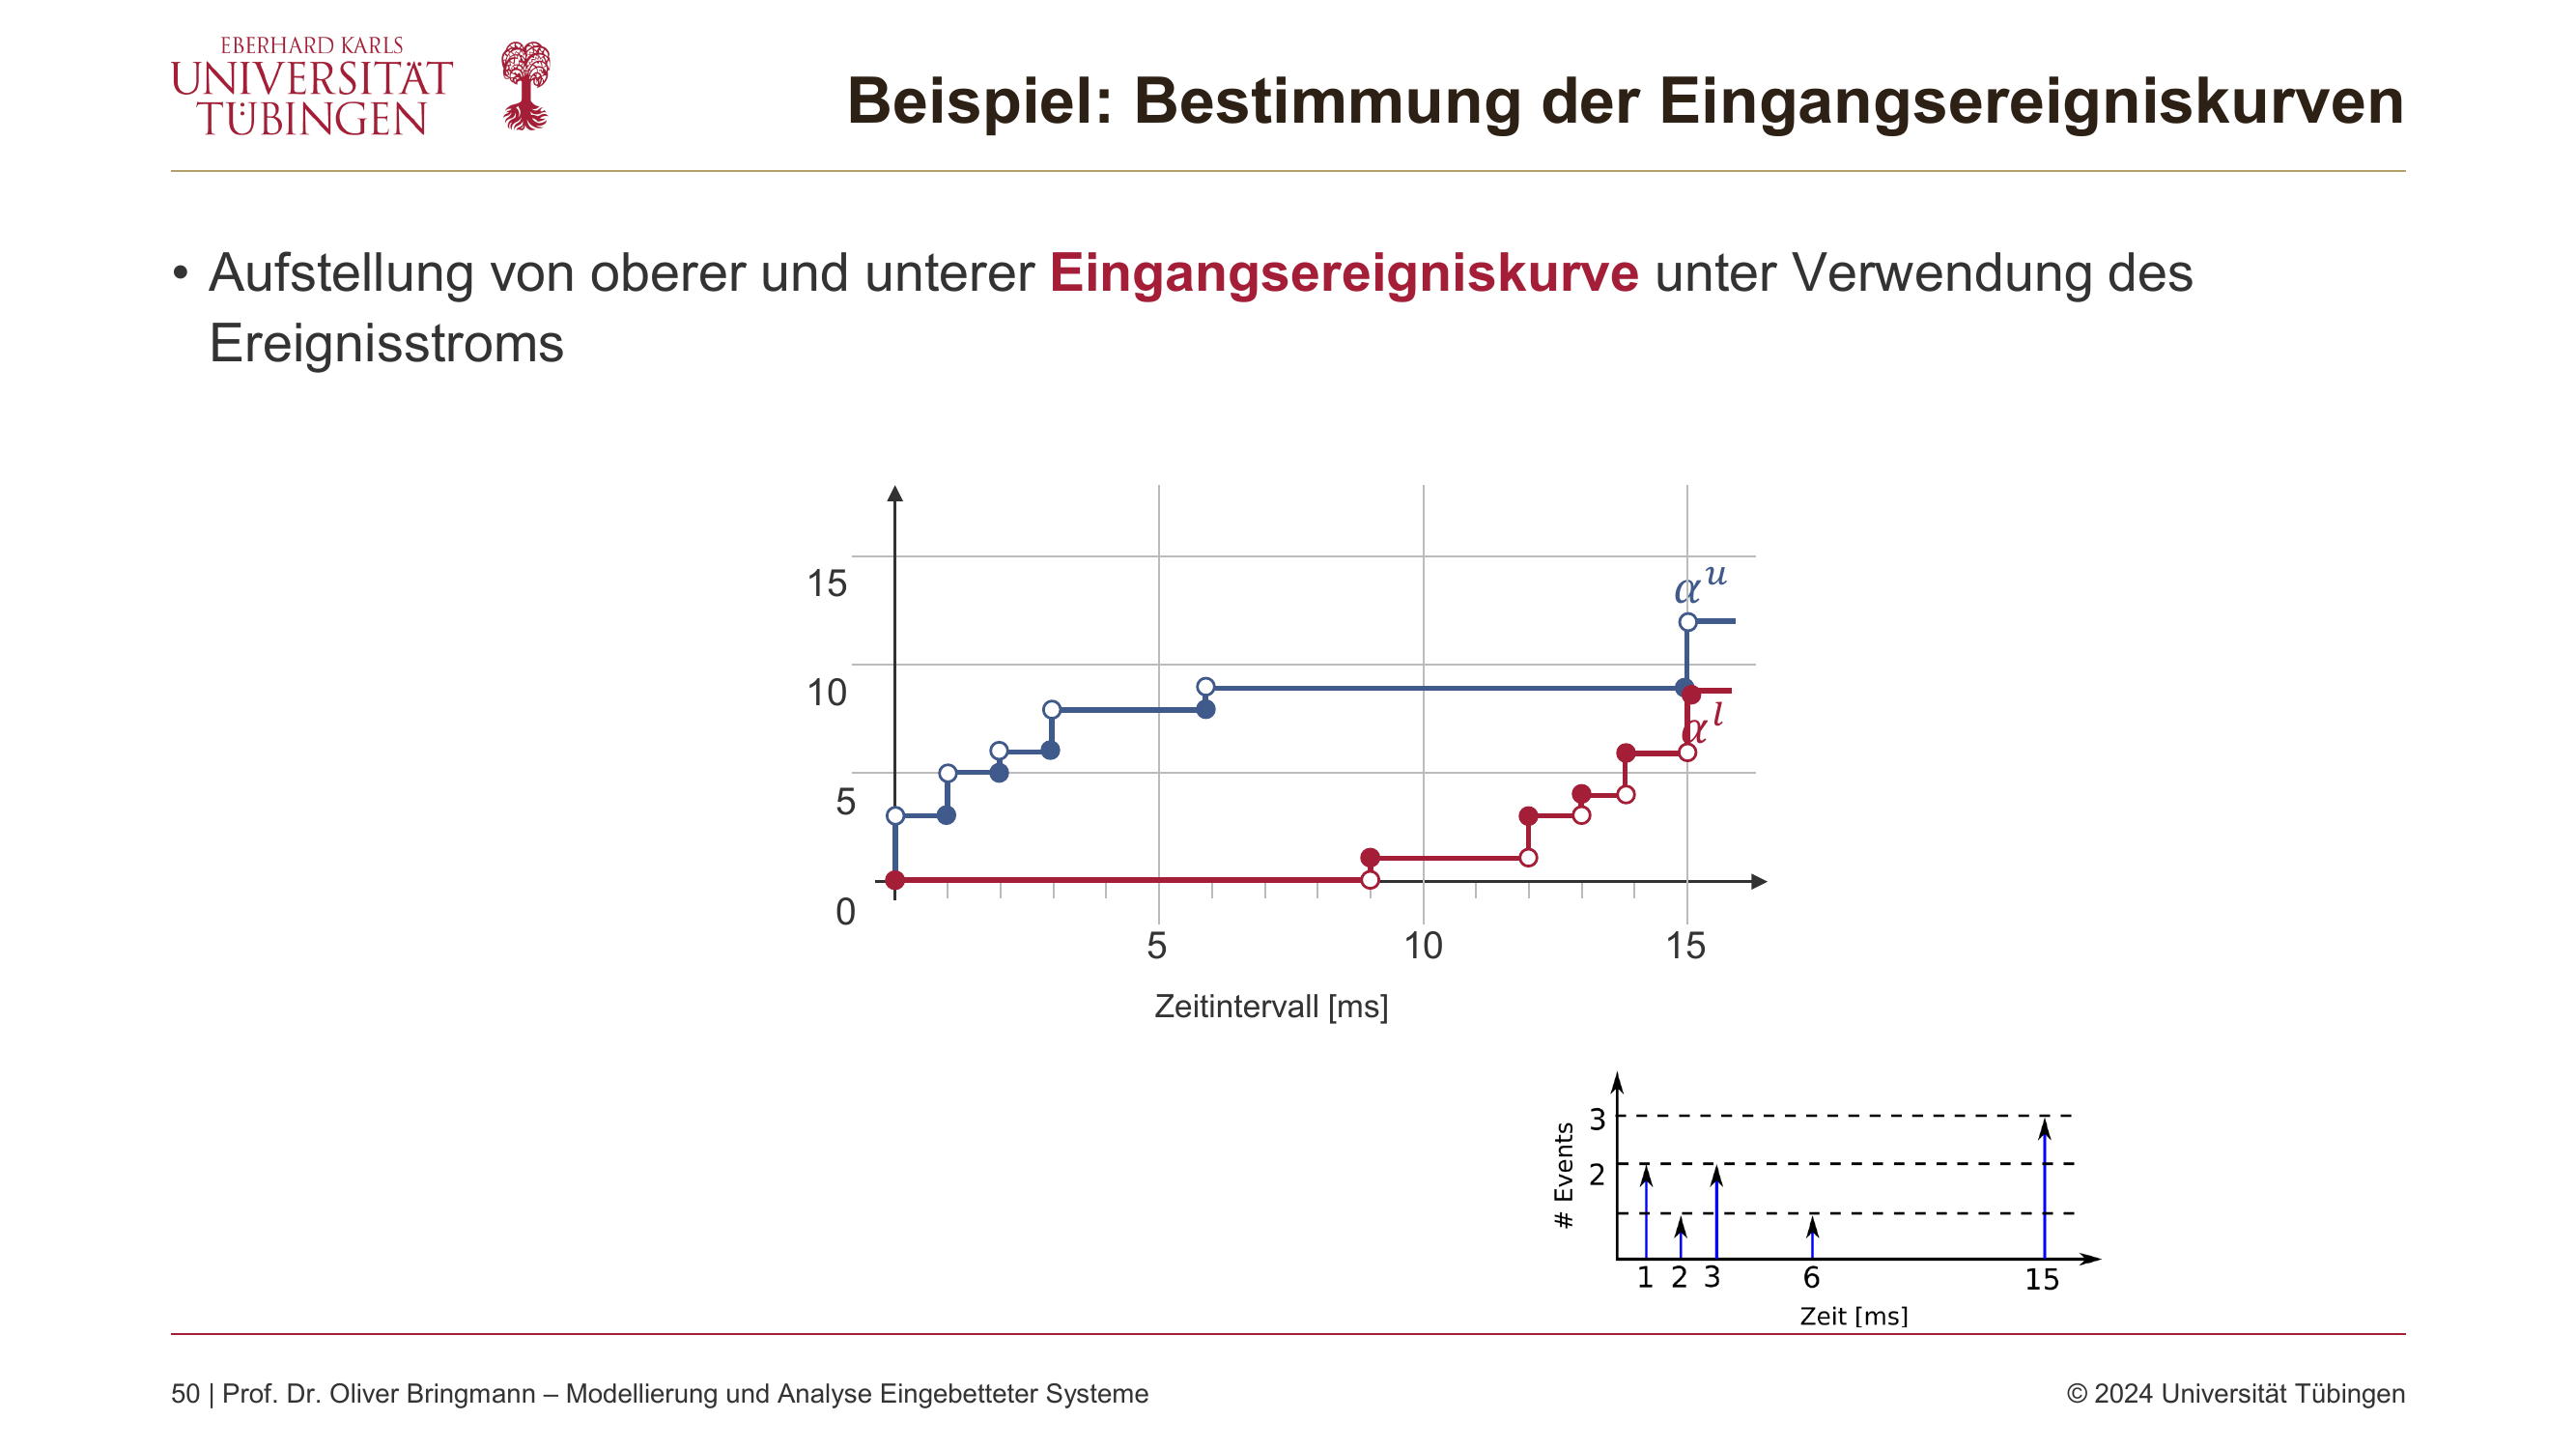 EBERHARD KARLS
UNIVERSITÄT
TÜBINGEN
Beispiel: Bestimmung der Eingangsereigniskurven
• Aufstellung von oberer und unterer Eingangsereigniskurve unter Verwendung des
Ereignisstroms
15
10
5
0
α^u
α^l
5 10 15
Zeitintervall [ms]
# Events
3
2
1 2 3 6 15
Zeit [ms]
50 | Prof. Dr. Oliver Bringmann – Modellierung und Analyse Eingebetteter Systeme
© 2024 Universität Tübingen